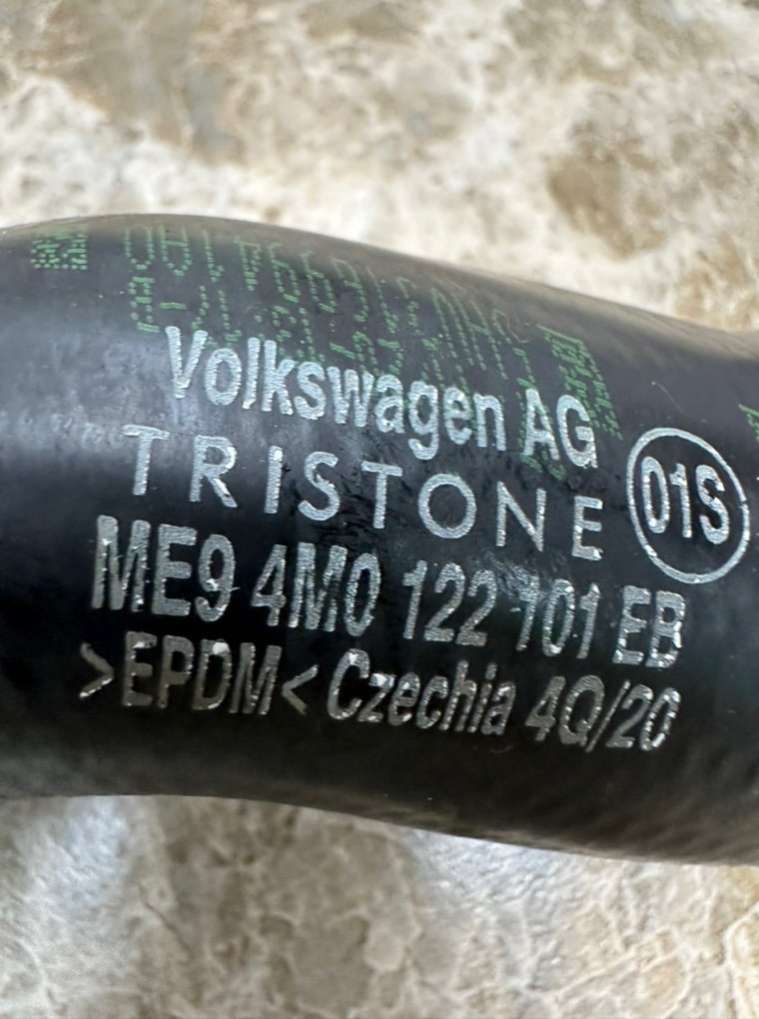 Volkswagen AG
TRISTONE 01S
ME9 4M0 122 101 EB
>EPDM< Czechia 4Q/20